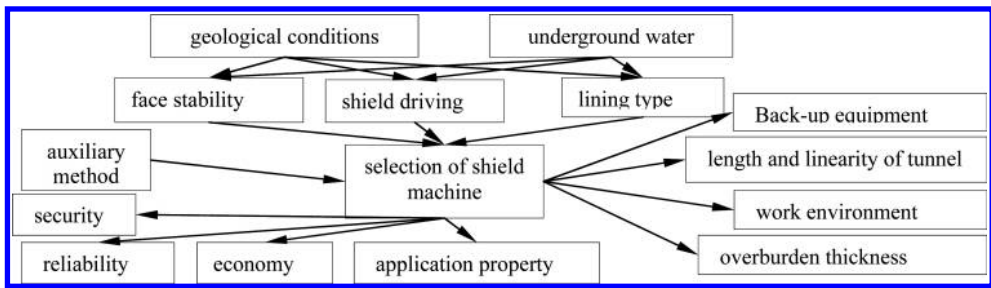 geological conditions
underground water
face stability
shield driving
lining type
Back-up equipment
auxiliary
method
selection of shield
machine
length and linearity of tunnel
security
work environment
reliability
economy
application property
overburden thickness